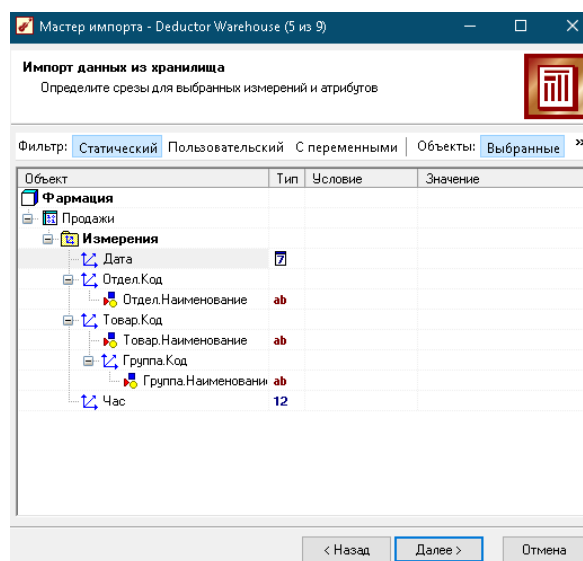 Мастер импорта - Deductor Warehouse (5 из 9)
Импорт данных из хранилища
Определите срезы для выбранных измерений и атрибутов
Фильтр: Статический Пользовательский С переменными Объекты: Выбранные »
Объект Тип Условие Значение
Фармация
Продажи
Измерения
Дата 7
Отдел.Код
Отдел.Наименование ab
Товар.Код
Товар.Наименование ab
Группа.Код
Группа.Наименовани ab
Час 12
< Назад Далее > Отмена